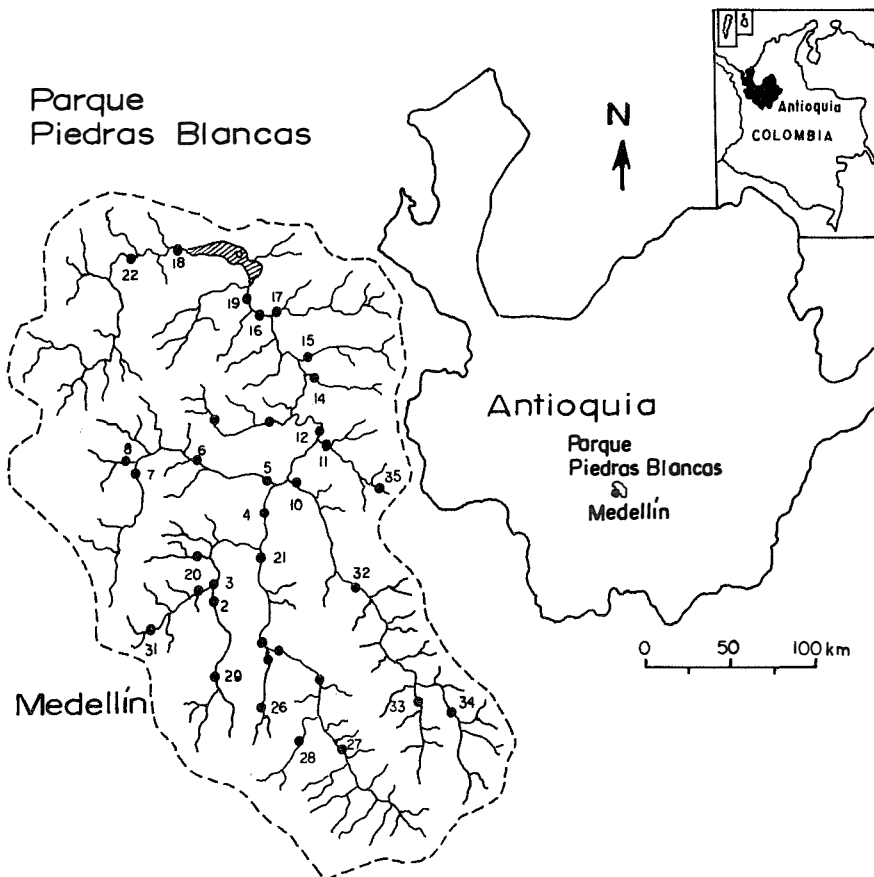 Parque
Piedras Blancas
N
Antioquia
COLOMBIA
22
18
19
17
16
15
14
12
11
8
7
6
5
10
35
4
21
20
3
2
31
32
29
26
28
27
33
34
Medellín
Antioquia
Parque
Piedras Blancas
Medellín
0 50 100 km